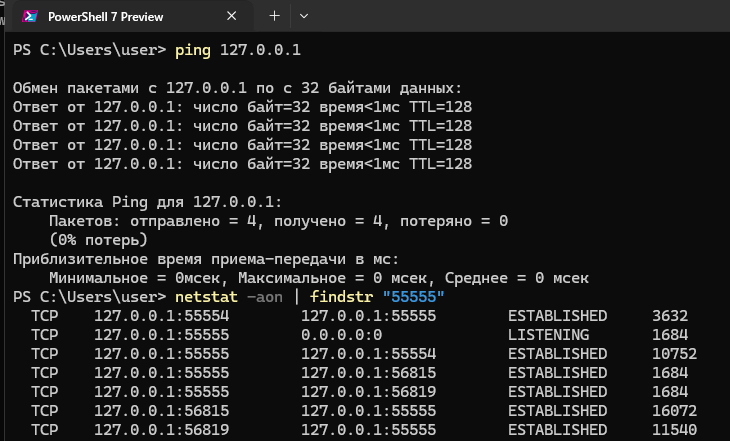 PowerShell 7 Preview
PS C:\Users\user> ping 127.0.0.1
Обмен пакетами с 127.0.0.1 по с 32 байтами данных:
Ответ от 127.0.0.1: число байт=32 время<1мс TTL=128
Ответ от 127.0.0.1: число байт=32 время<1мс TTL=128
Ответ от 127.0.0.1: число байт=32 время<1мс TTL=128
Ответ от 127.0.0.1: число байт=32 время<1мс TTL=128
Статистика Ping для 127.0.0.1:
Пакетов: отправлено = 4, получено = 4, потеряно = 0
(0% потерь)
Приблизительное время приема-передачи в мс:
Минимальное = 0мсек, Максимальное = 0 мсек, Среднее = 0 мсек
PS C:\Users\user> netstat -aon | findstr "55555"
TCP 127.0.0.1:55554 127.0.0.1:55555 ESTABLISHED 3632
TCP 127.0.0.1:55555 0.0.0.0:0 LISTENING 1684
TCP 127.0.0.1:55555 127.0.0.1:55554 ESTABLISHED 10752
TCP 127.0.0.1:55555 127.0.0.1:56815 ESTABLISHED 1684
TCP 127.0.0.1:55555 127.0.0.1:56819 ESTABLISHED 1684
TCP 127.0.0.1:56815 127.0.0.1:55555 ESTABLISHED 16072
TCP 127.0.0.1:56819 127.0.0.1:55555 ESTABLISHED 11540